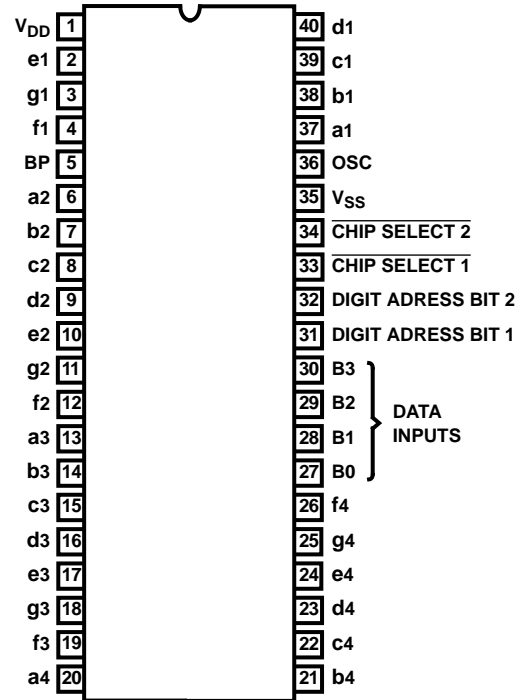 VDD 1
e1 2
g1 3
f1 4
BP 5
a2 6
b2 7
c2 8
d2 9
e2 10
g2 11
f2 12
a3 13
b3 14
c3 15
d3 16
e3 17
g3 18
f3 19
a4 20
40 d1
39 c1
38 b1
37 a1
36 OSC
35 VSS
34 CHIP SELECT 2
33 CHIP SELECT 1
32 DIGIT ADRESS BIT 2
31 DIGIT ADRESS BIT 1
30 B3
29 B2
28 B1
27 B0
DATA
INPUTS
26 f4
25 g4
24 e4
23 d4
22 c4
21 b4